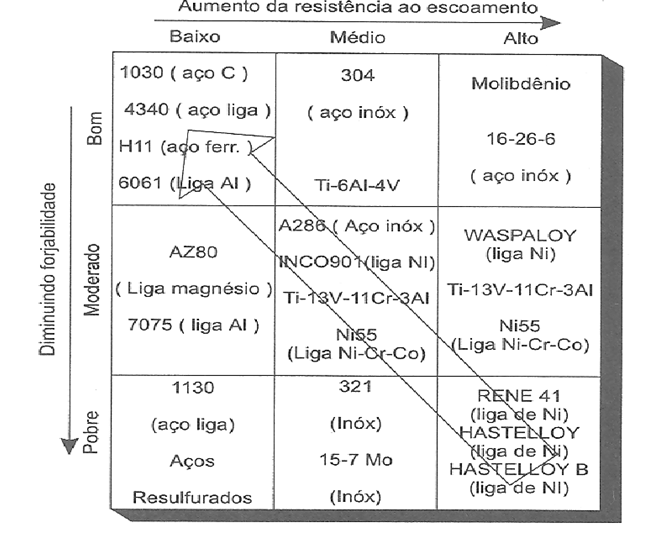 Aumento da resistência ao escoamento
Baixo
Médio
Alto
Diminuindo forjabilidade
Bom
1030 ( aço C )
4340 ( aço liga )
H11 (aço ferr. )
6061 (Liga Al )
304
( aço inóx )
Ti-6Al-4V
Molibdênio
16-26-6
( aço inóx )
Moderado
AZ80
( Liga magnésio )
7075 ( liga Al )
A286 ( Aço inóx )
INCO901(liga NI)
Ti-13V-11Cr-3Al
Ni55
(Liga Ni-Cr-Co)
WASPALOY
(liga Ni)
Ti-13V-11Cr-3Al
Ni55
(Liga Ni-Cr-Co)
Pobre
1130
(aço liga)
Aços
Resulfurados
321
(Inóx)
15-7 Mo
(Inóx)
RENE 41
(liga de Ni)
HASTELLOY
(liga de Ni)
HASTELLOY B
(liga de NI)